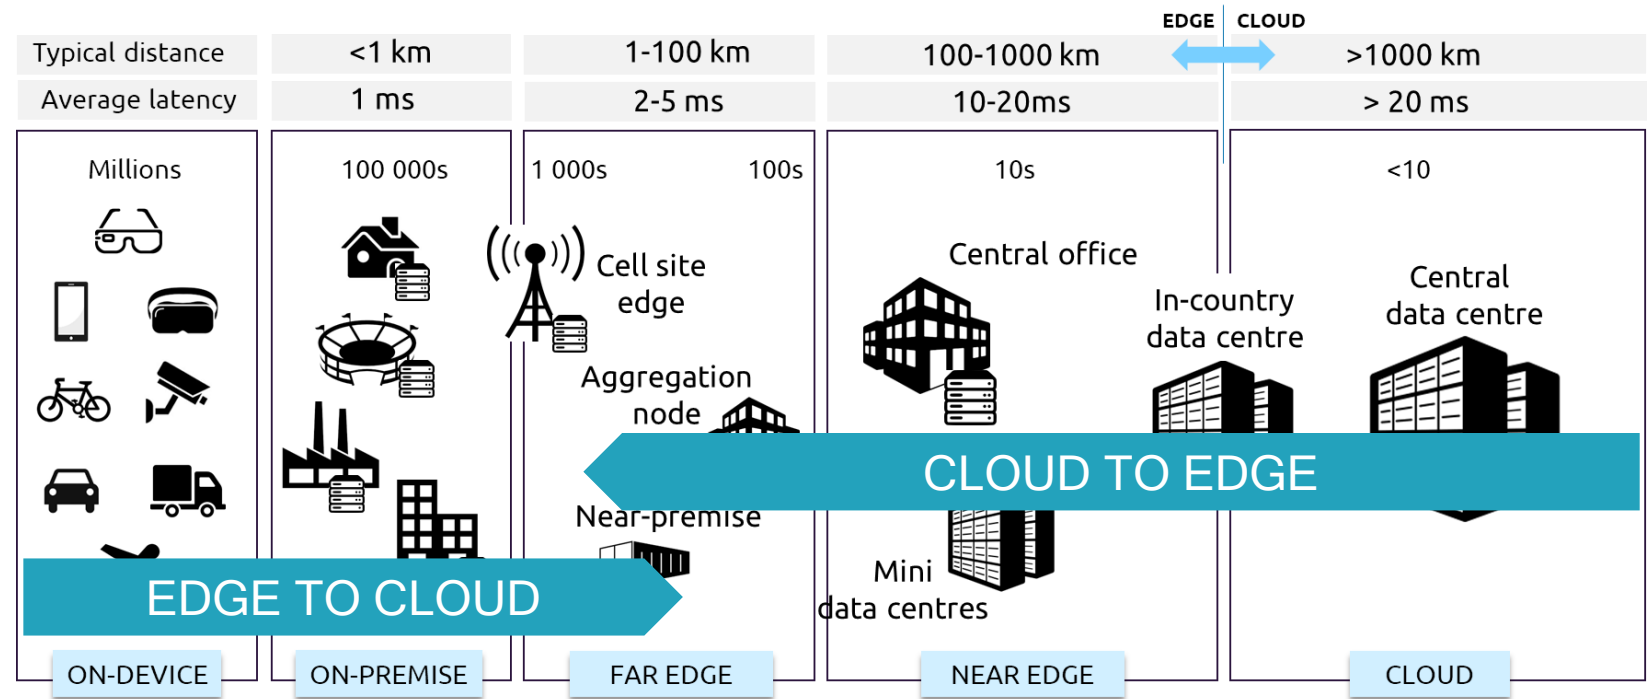 EDGE CLOUD
Typical distance <1 km 1-100 km 100-1000 km >1000 km
Average latency 1 ms 2-5 ms 10-20ms > 20 ms
Millions 100 000s 1 000s 100s 10s <10
Cell site
edge
Aggregation
node
Near-premise
Central office
Mini
data centres
In-country
data centre
Central
data centre
CLOUD TO EDGE
EDGE TO CLOUD
ON-DEVICE ON-PREMISE FAR EDGE NEAR EDGE CLOUD